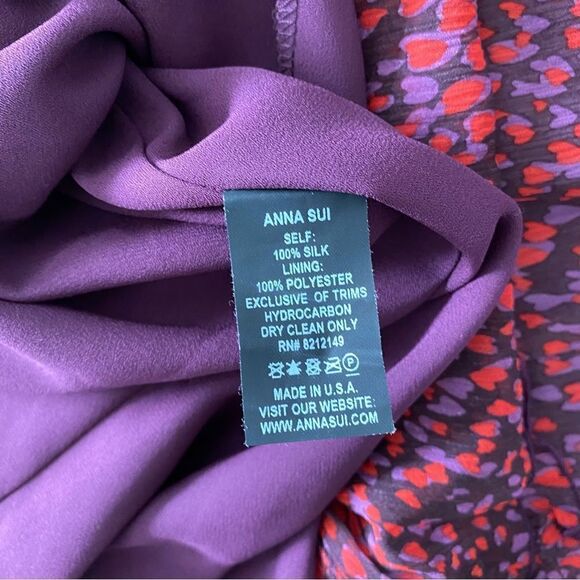 ANNA SUI
SELF:
100% SILK
LINING:
100% POLYESTER
EXCLUSIVE OF TRIMS
HYDROCARBON
DRY CLEAN ONLY
RN# 8212149
MADE IN U.S.A.
VISIT OUR WEBSITE:
WWW.ANNASUI.COM